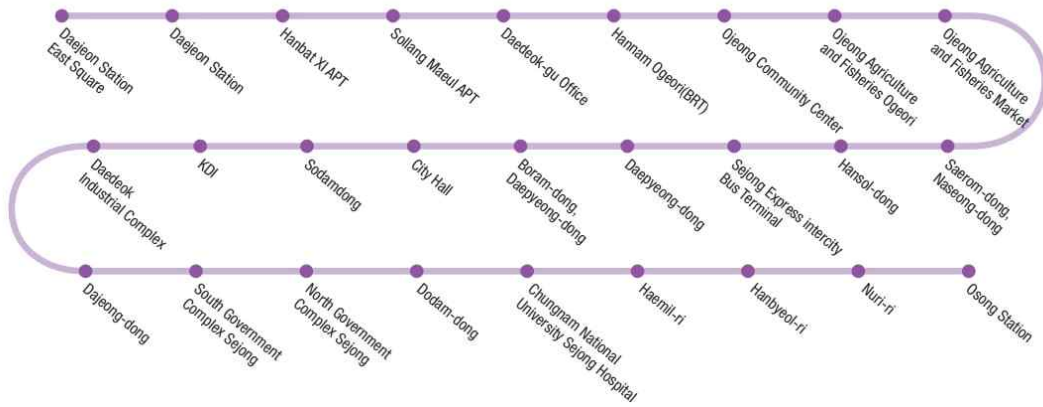 Daejeon Station
East Square
Daejeon Station
Hanbat XI APT
Sollang Maeul APT
Daedeok-gu Office
Hannam Ogeori(BRT)
Ojeong Community Center
Ojeong Agriculture
and Fisheries Ogeori
Ojeong Agriculture
and Fisheries Market
Daedeok
Industrial Complex
KDI
Sodamdong
City Hall
Boram-dong,
Daepyeong-dong
Daepyeong-dong
Sejong Express intercity
Bus Terminal
Hansol-dong
Saerom-dong,
Naseong-dong
Dajeong-dong
South Government
Complex Sejong
North Government
Complex Sejong
Dodam-dong
Chungnam National
University Sejong Hospital
Haemil-ri
Hanbyeol-ri
Nuri-ri
Osong Station